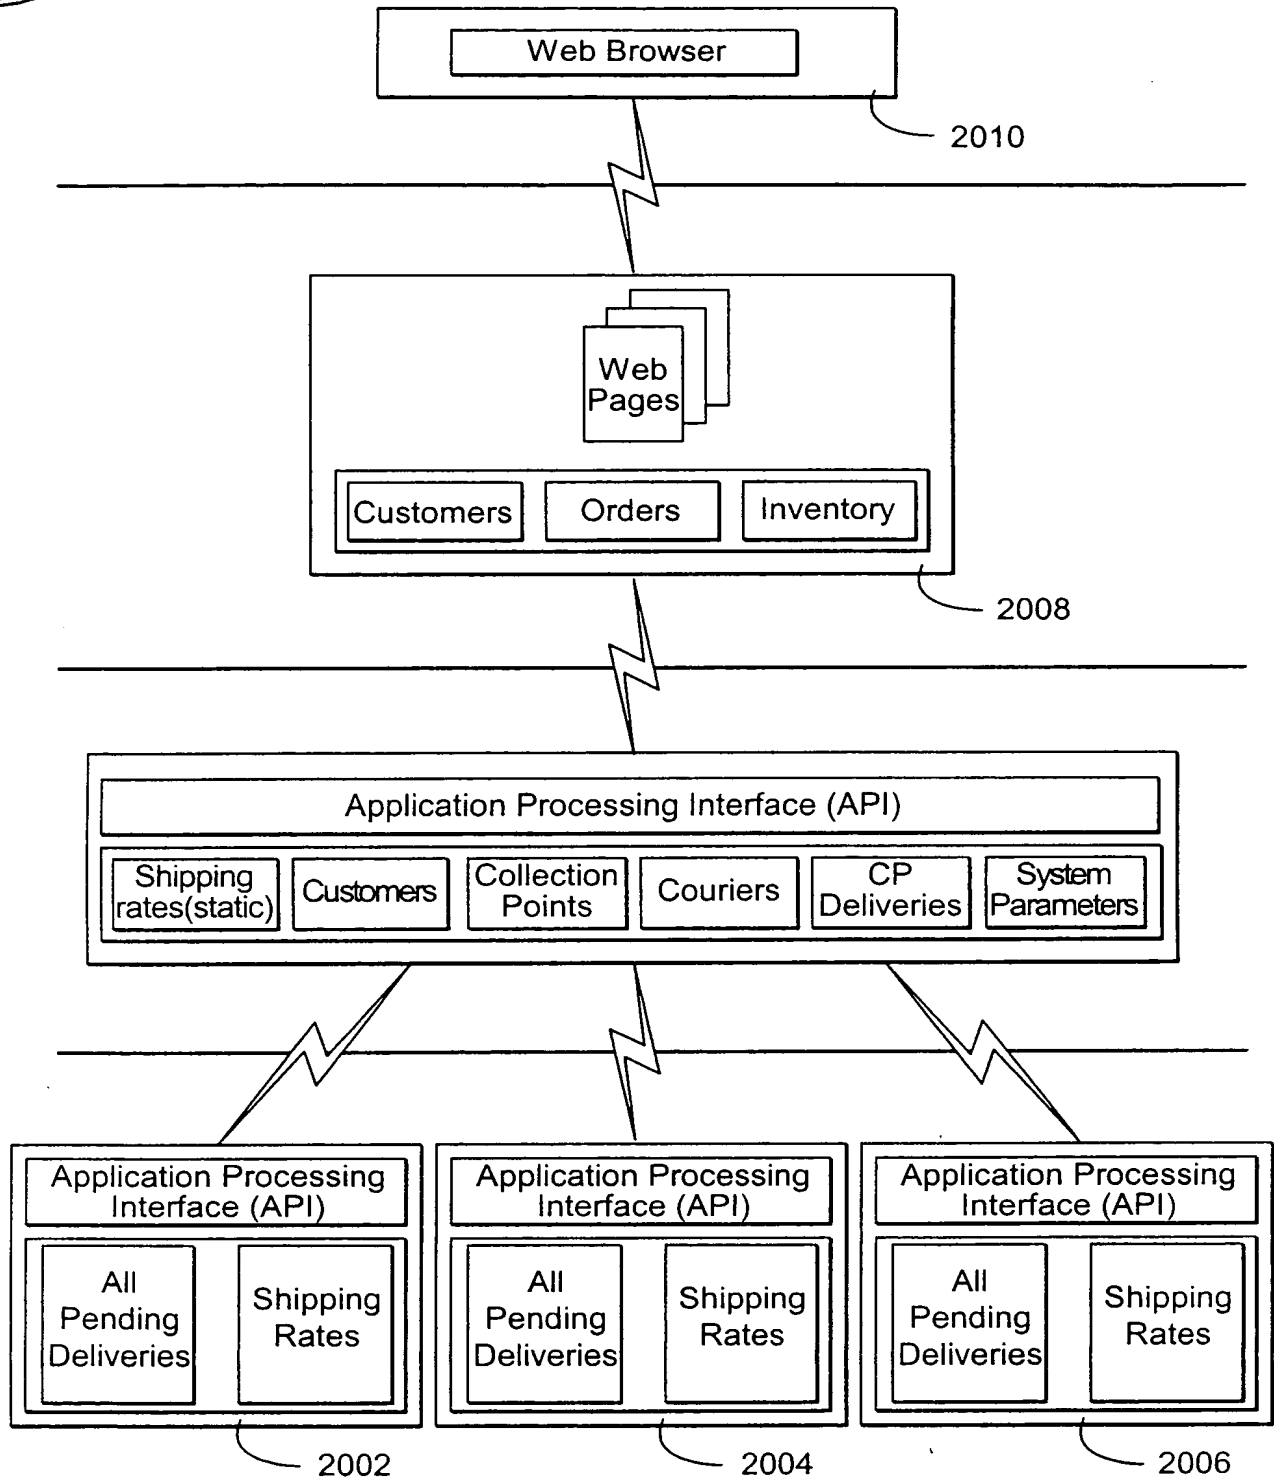 Web Browser
2010
Web
Pages
Customers
Orders
Inventory
2008
Application Processing Interface (API)
Shipping
rates(static)
Customers
Collection
Points
Couriers
CP
Deliveries
System
Parameters
Application Processing
Interface (API)
All
Pending
Deliveries
Shipping
Rates
2002
Application Processing
Interface (API)
All
Pending
Deliveries
Shipping
Rates
2004
Application Processing
Interface (API)
All
Pending
Deliveries
Shipping
Rates
2006